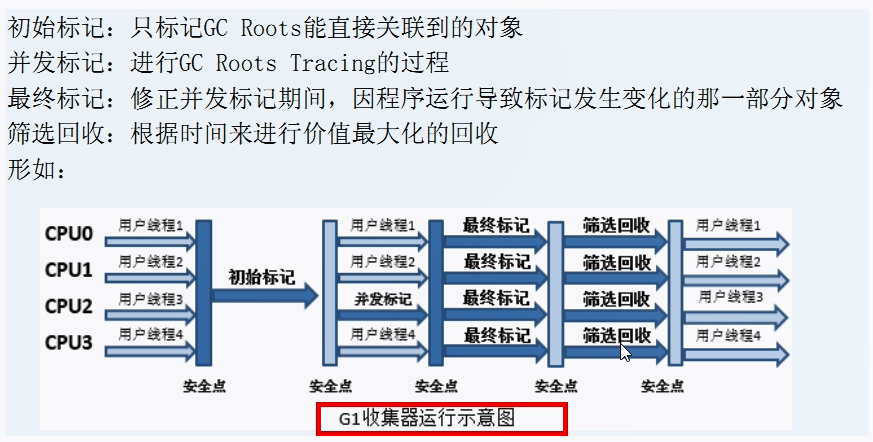 初始标记：只标记GC Roots能直接关联到的对象
并发标记：进行GC Roots Tracing的过程
最终标记：修正并发标记期间，因程序运行导致标记发生变化的那一部分对象
筛选回收：根据时间来进行价值最大化的回收
形如：
CPU0 用户线程1 用户线程1 最终标记 筛选回收 用户线程1
CPU1 用户线程2 初始标记 用户线程2 最终标记 筛选回收 用户线程2
CPU2 用户线程3 并发标记 最终标记 筛选回收 用户线程3
CPU3 用户线程4 用户线程4 最终标记 筛选回收 用户线程4
安全点 安全点 安全点 安全点 安全点
G1收集器运行示意图